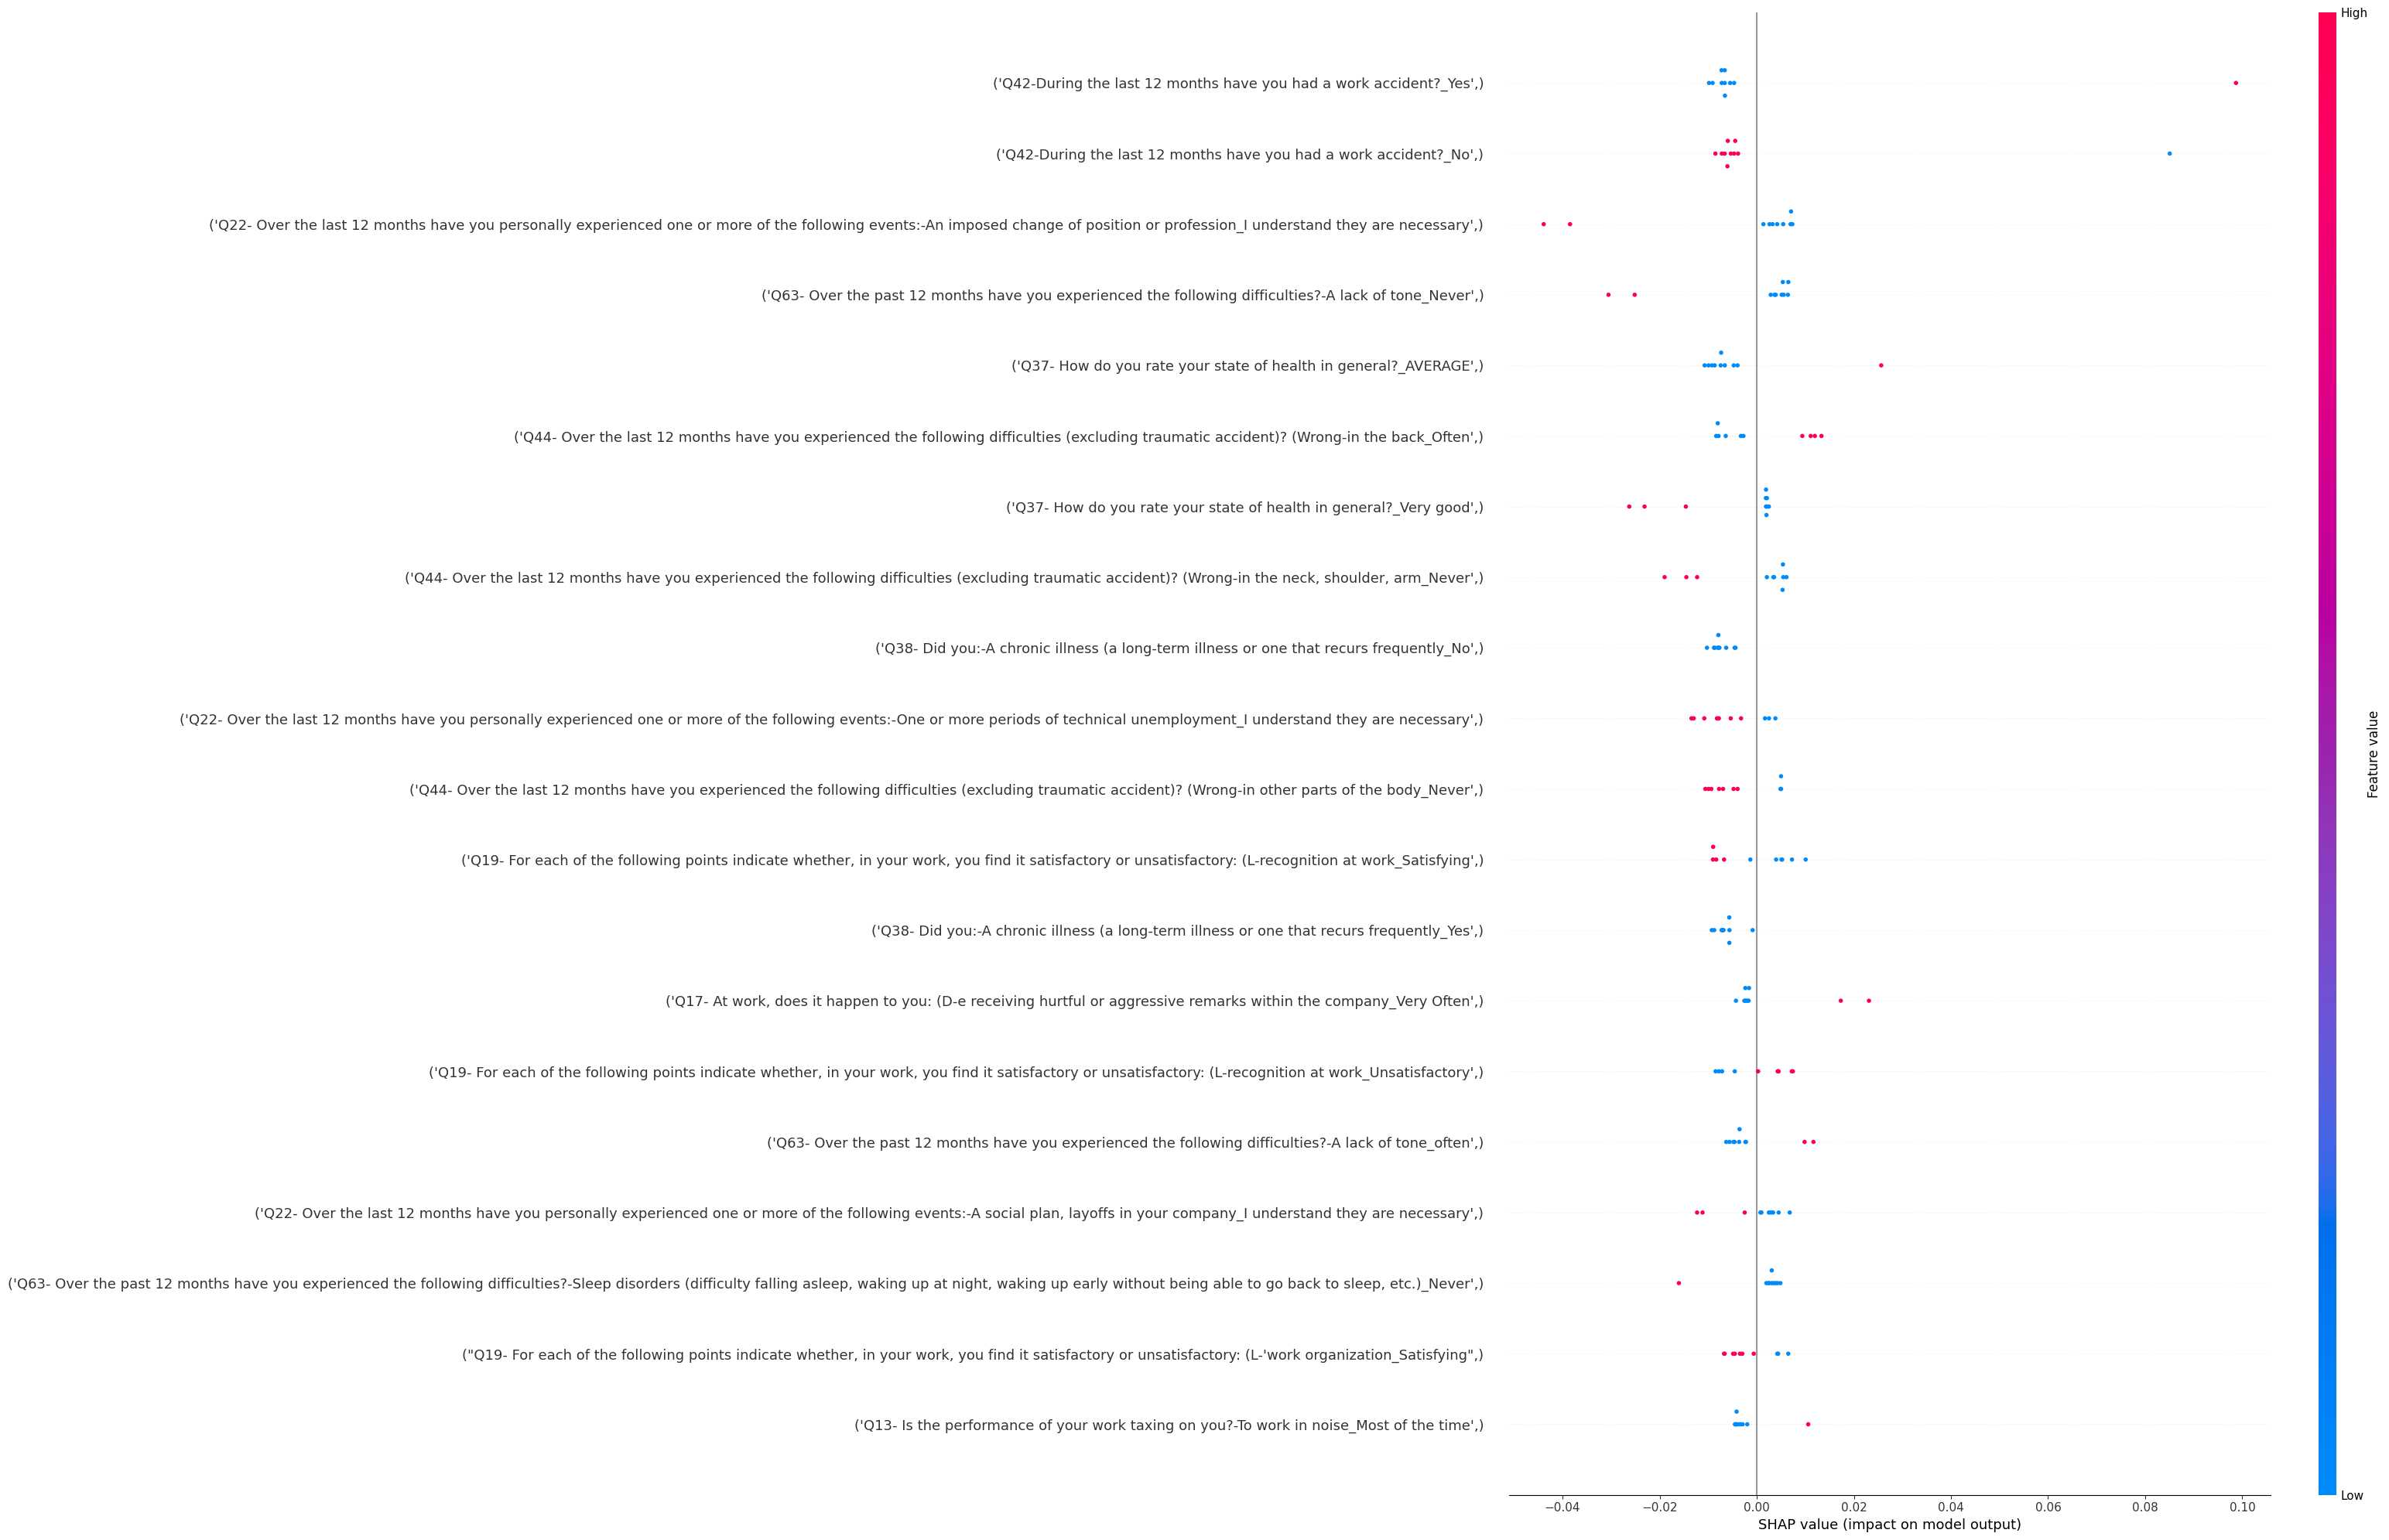 High
('Q42-During the last 12 months have you had a work accident?_Yes',)
('Q42-During the last 12 months have you had a work accident?_No',)
('Q22- Over the last 12 months have you personally experienced one or more of the following events:-An imposed change of position or profession_I understand they are necessary',)
('Q63- Over the past 12 months have you experienced the following difficulties?-A lack of tone_Never',)
('Q37- How do you rate your state of health in general?_AVERAGE',)
('Q44- Over the last 12 months have you experienced the following difficulties (excluding traumatic accident)? (Wrong-in the back_Often',)
('Q37- How do you rate your state of health in general?_Very good',)
('Q44- Over the last 12 months have you experienced the following difficulties (excluding traumatic accident)? (Wrong-in the neck, shoulder, arm_Never',)
('Q38- Did you:-A chronic illness (a long-term illness or one that recurs frequently_No',)
('Q22- Over the last 12 months have you personally experienced one or more of the following events:-One or more periods of technical unemployment_I understand they are necessary',)
('Q44- Over the last 12 months have you experienced the following difficulties (excluding traumatic accident)? (Wrong-in other parts of the body_Never',)
('Q19- For each of the following points indicate whether, in your work, you find it satisfactory or unsatisfactory: (L-recognition at work_Satisfying',)
('Q38- Did you:-A chronic illness (a long-term illness or one that recurs frequently_Yes',)
('Q17- At work, does it happen to you: (D-e receiving hurtful or aggressive remarks within the company_Very Often',)
('Q19- For each of the following points indicate whether, in your work, you find it satisfactory or unsatisfactory: (L-recognition at work_Unsatisfactory',)
('Q63- Over the past 12 months have you experienced the following difficulties?-A lack of tone_often',)
('Q22- Over the last 12 months have you personally experienced one or more of the following events:-A social plan, layoffs in your company_I understand they are necessary',)
('Q63- Over the past 12 months have you experienced the following difficulties?-Sleep disorders (difficulty falling asleep, waking up at night, waking up early without being able to go back to sleep, etc.)_Never',)
("Q19- For each of the following points indicate whether, in your work, you find it satisfactory or unsatisfactory: (L-'work organization_Satisfying",)
('Q13- Is the performance of your work taxing on you?-To work in noise_Most of the time',)
Feature value
Low
−0.04 −0.02 0.00 0.02 0.04 0.06 0.08 0.10
SHAP value (impact on model output)